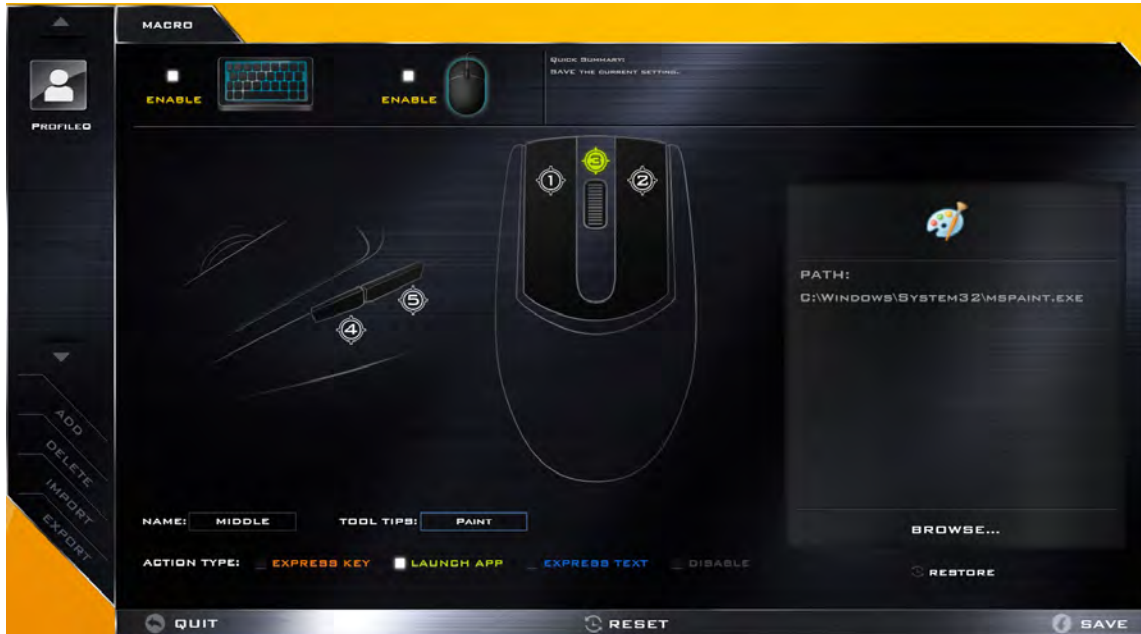 MACRO
ENABLE
ENABLE
QUICK SUMMARY:
SAVE THE CURRENT SETTING.
PROFILE0
1
3
2
5
4
PATH:
C:\WINDOWS\SYSTEM32\MSPAINT.EXE
ADD
DELETE
IMPORT
EXPORT
NAME: MIDDLE TOOL TIPS: PAINT
BROWSE...
ACTION TYPE: EXPRESS KEY LAUNCH APP EXPRESS TEXT DISABLE
RESTORE
QUIT RESET SAVE